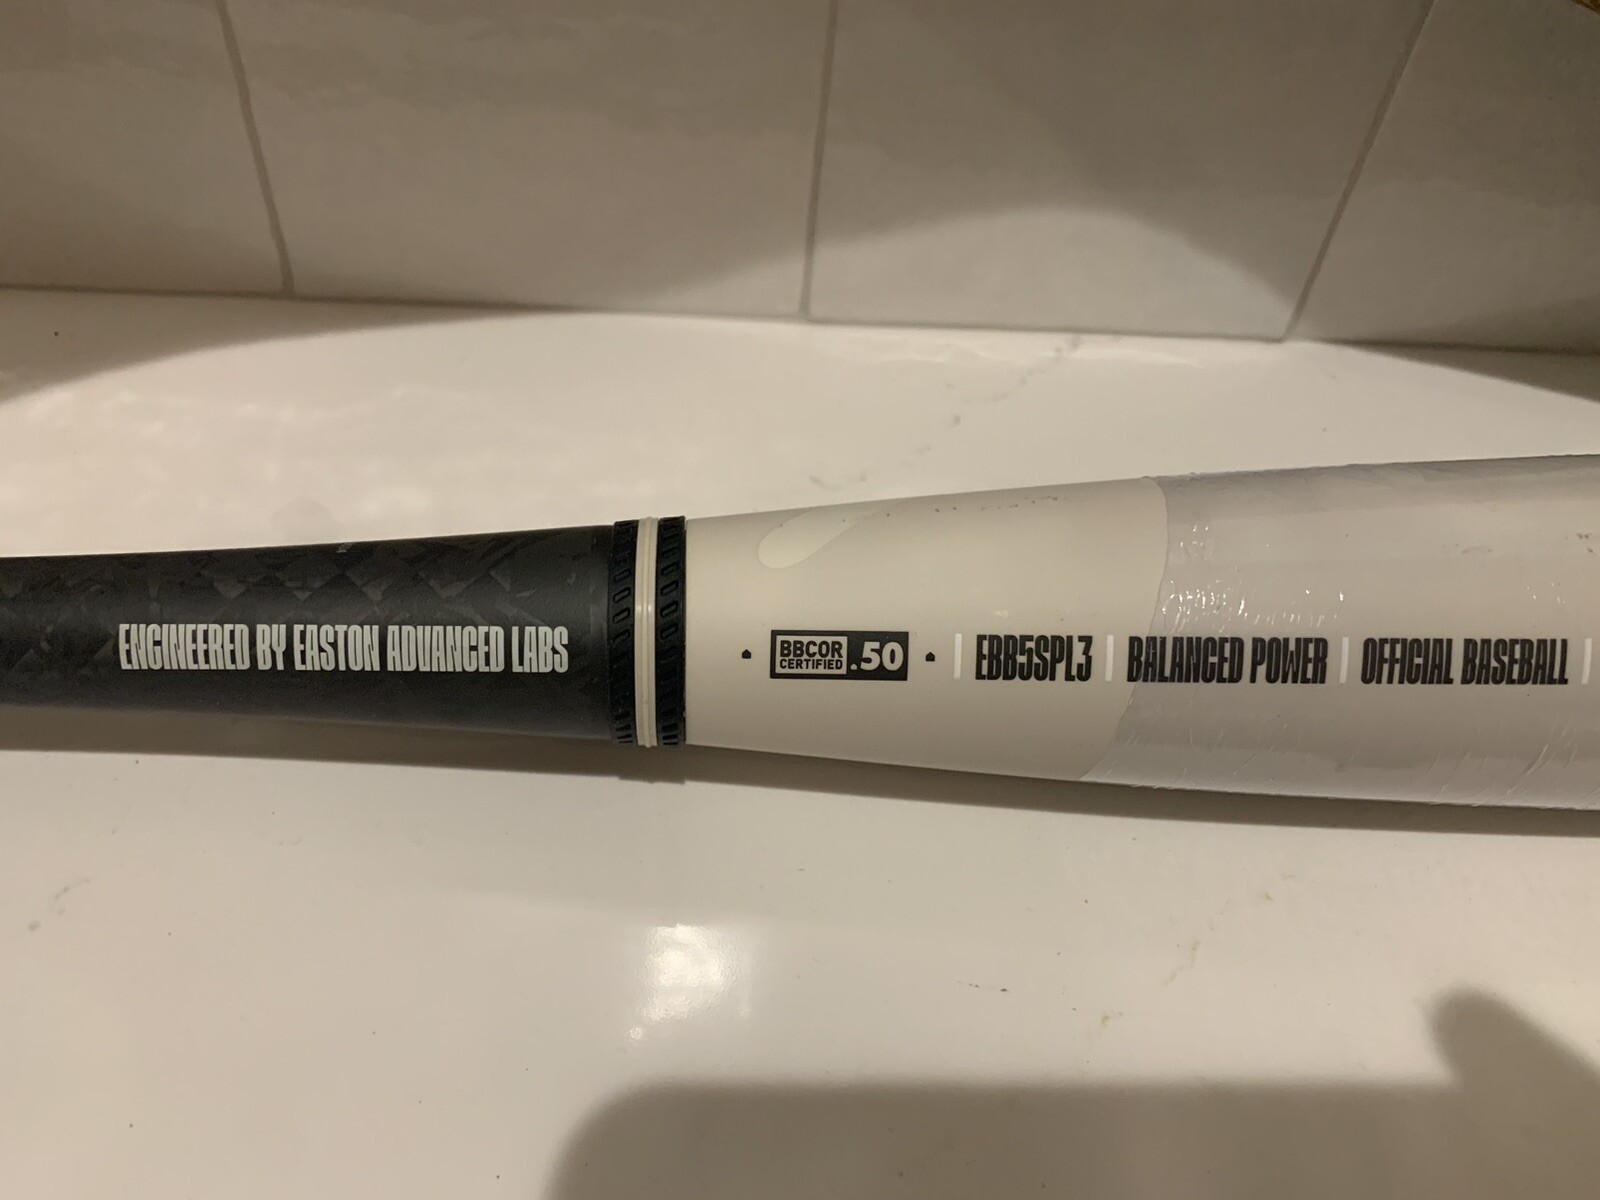 ENGINEERED BY EASTON ADVANCED LABS
BBCOR
CERTIFIED .50
EBB5SPL3 | BALANCED POWER | OFFICIAL BASEBALL |